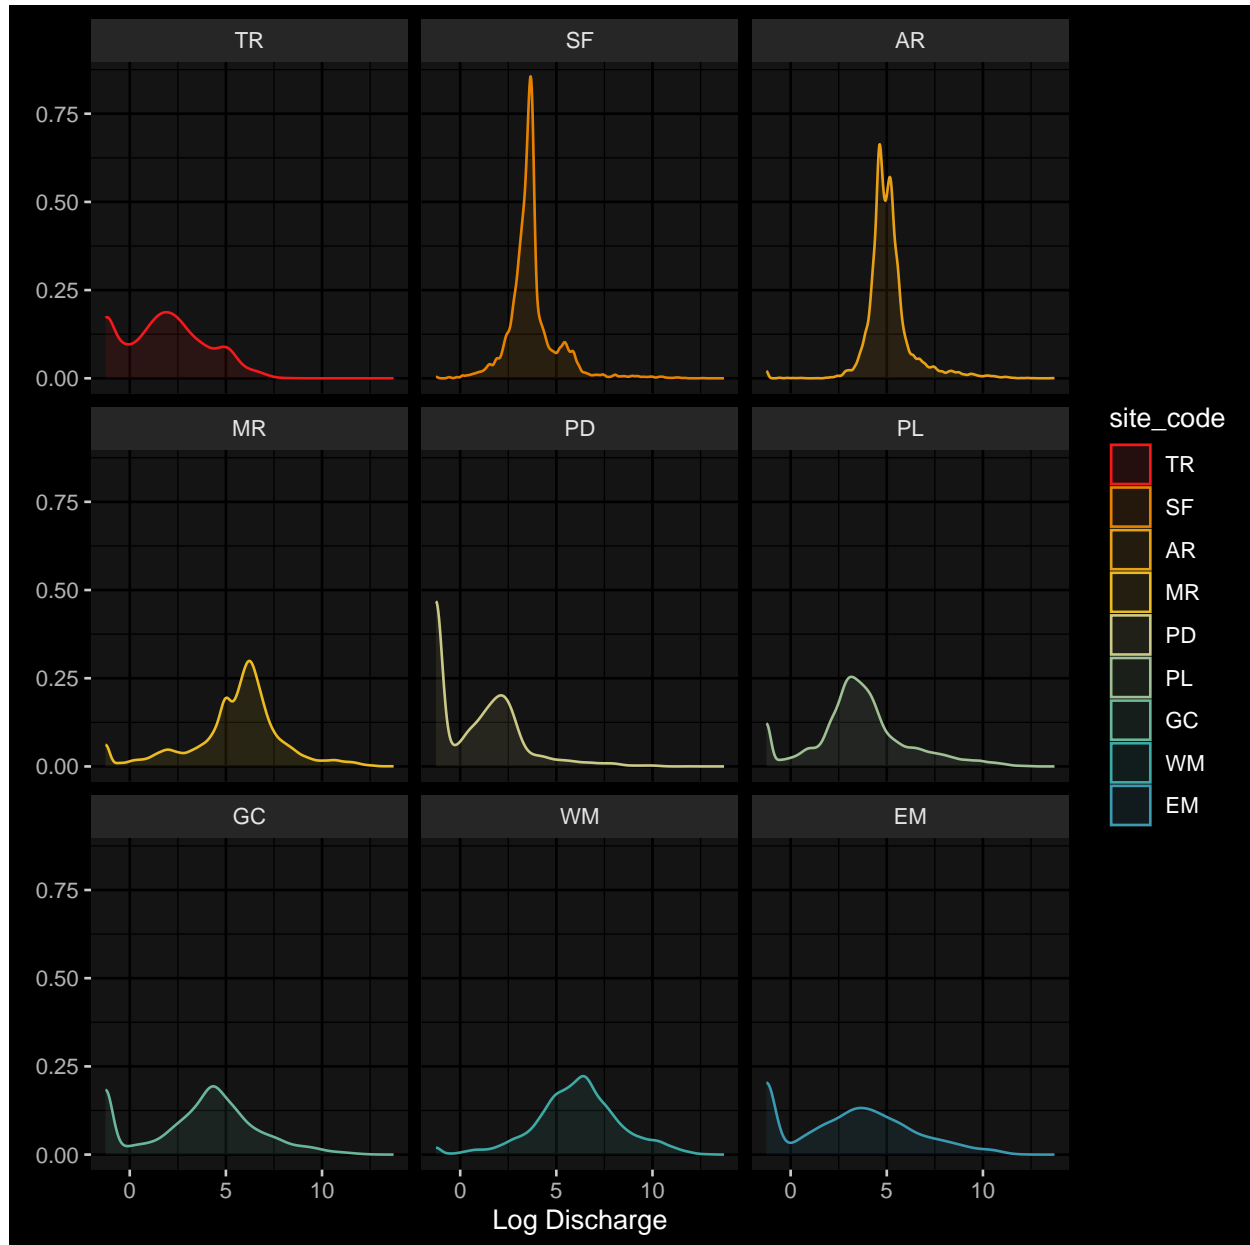 TR SF AR
0.75
0.50
0.25
0.00
MR PD PL
0.75
0.50
0.25
0.00
GC WM EM
0.75
0.50
0.25
0.00
0 5 10 0 5 10 0 5 10
Log Discharge
site_code
TR
SF
AR
MR
PD
PL
GC
WM
EM